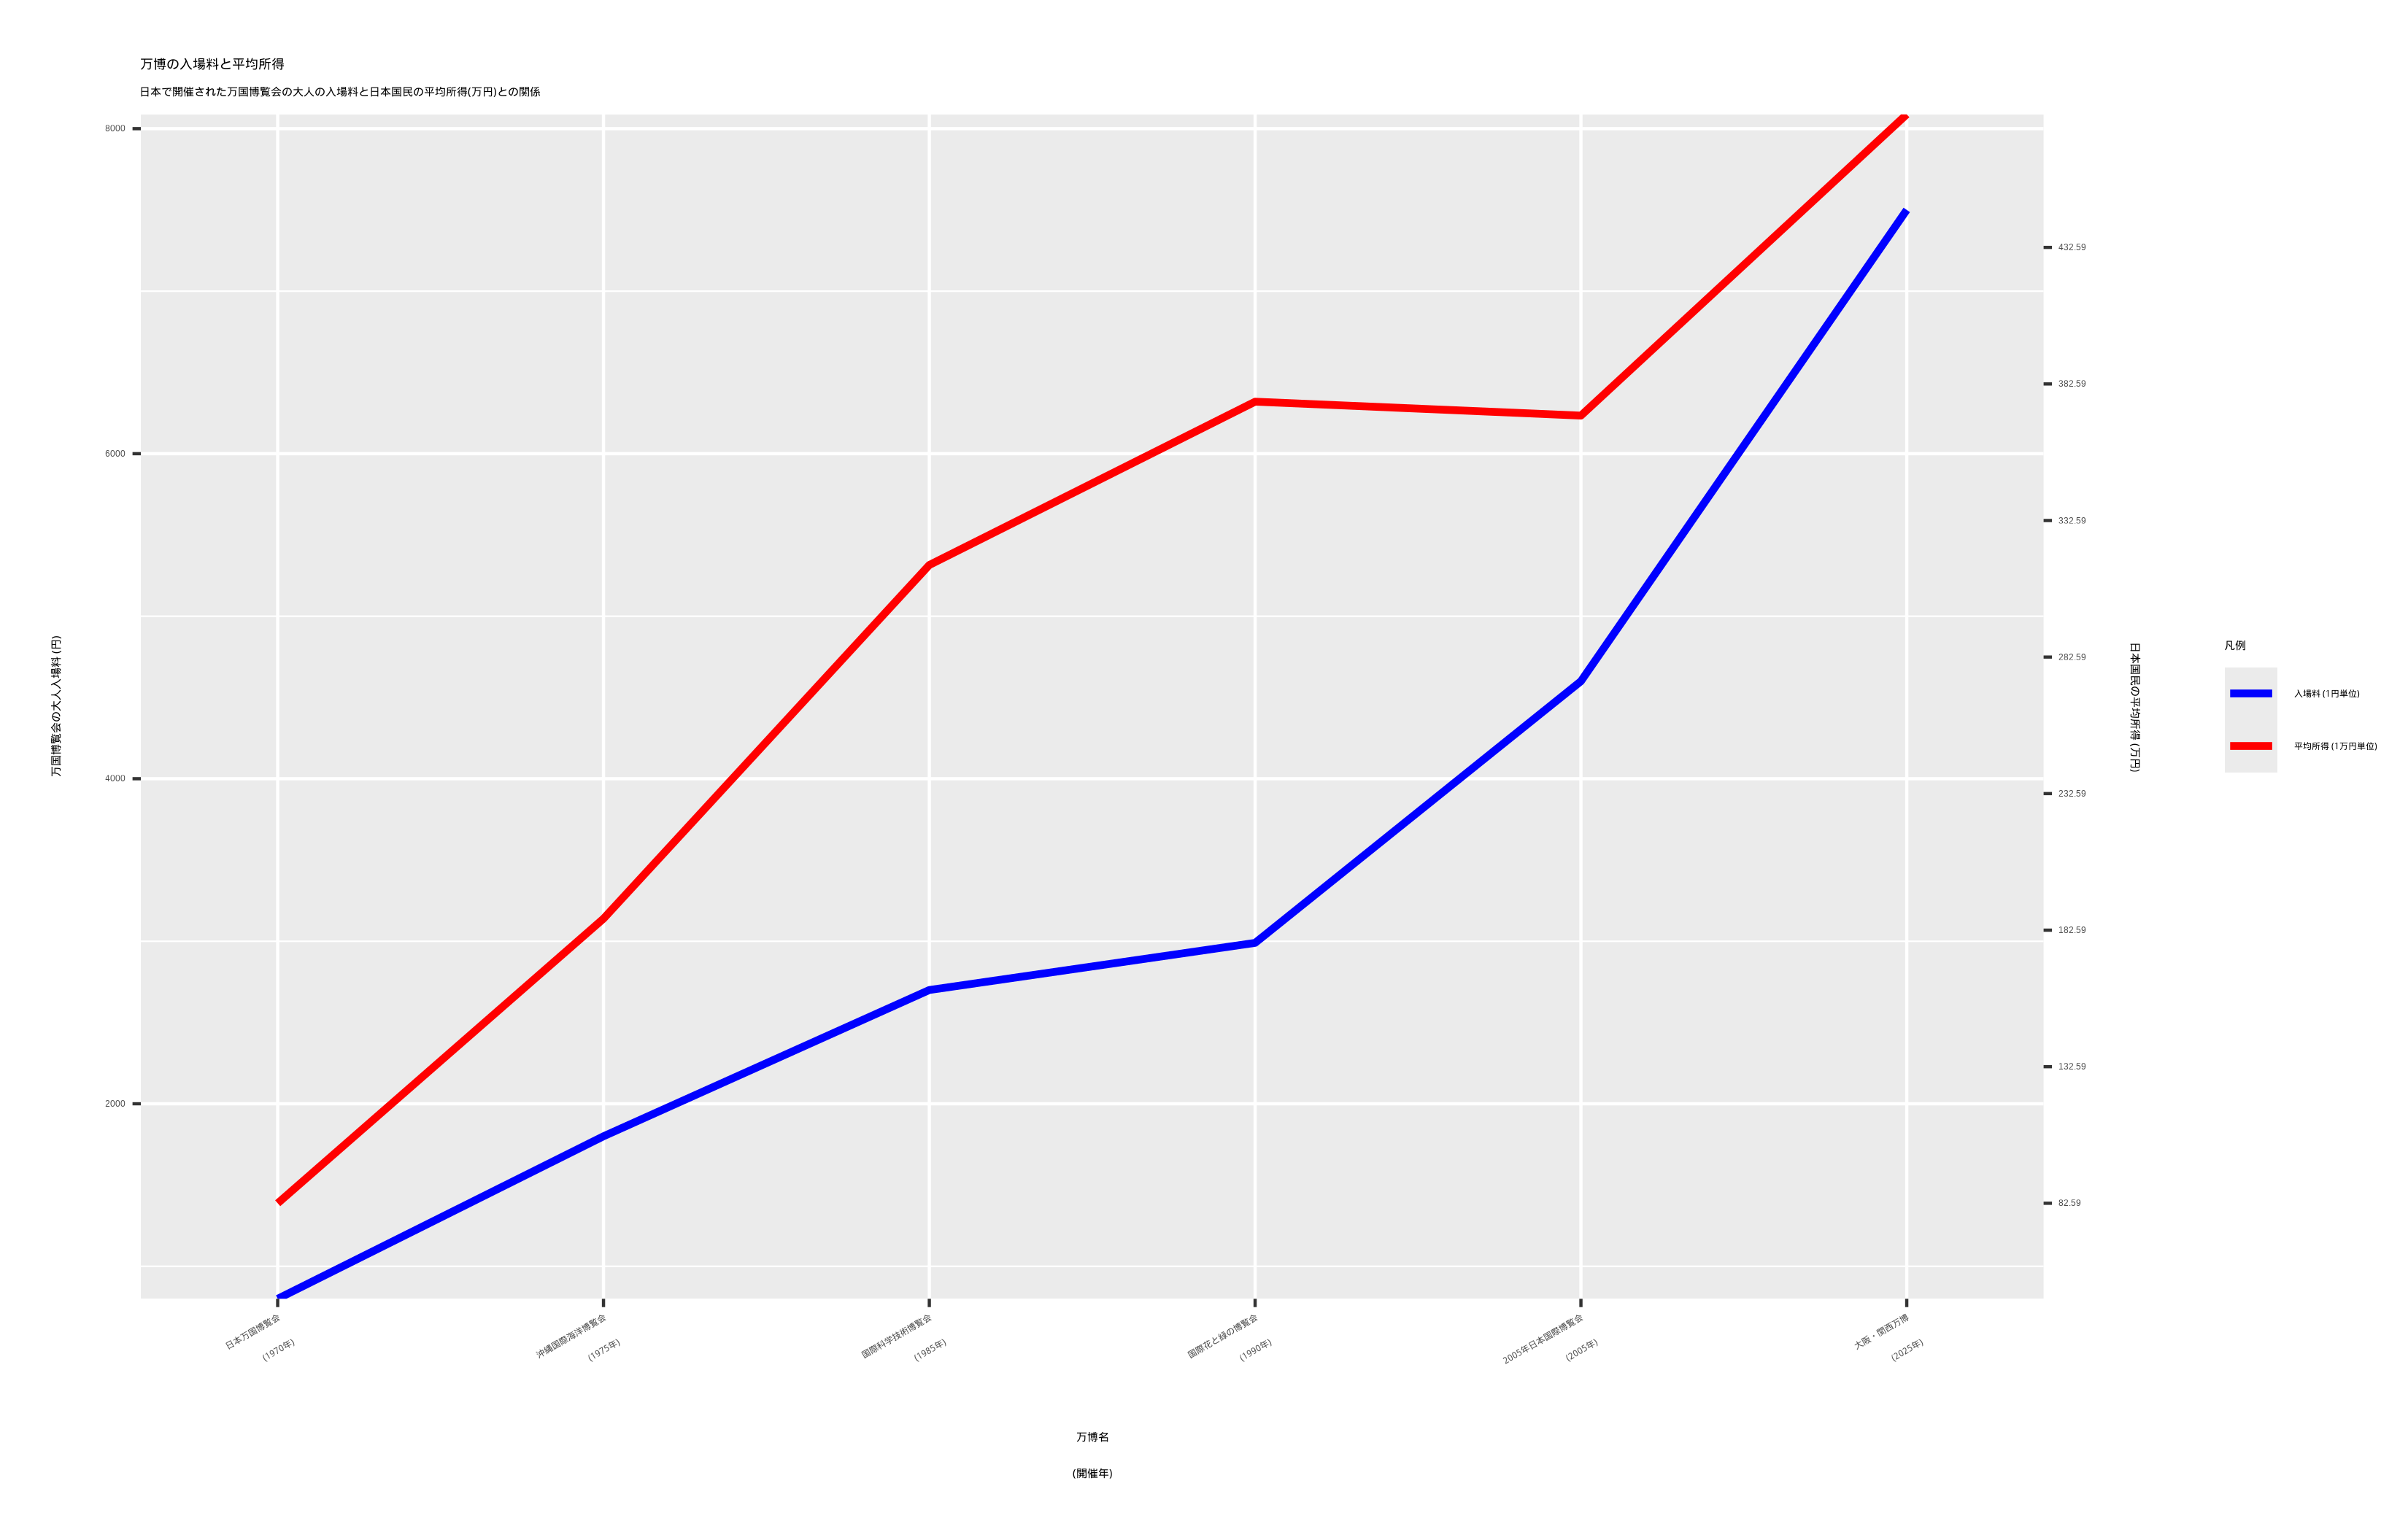 万博の入場料と平均所得
日本で開催された万国博覧会の大人の入場料と日本国民の平均所得(万円)との関係
万国博覧会の大人入場料 (円)
8000
6000
4000
2000
432.59
382.59
332.59
282.59
232.59
182.59
132.59
82.59
日本国民の平均所得 (万円)
凡例
入場料 (1円単位)
平均所得 (1万円単位)
日本万国博覧会
(1970年)
沖縄国際海洋博覧会
(1975年)
国際科学技術博覧会
(1985年)
国際花と緑の博覧会
(1990年)
2005年日本国際博覧会
(2005年)
大阪・関西万博
(2025年)
万博名
(開催年)